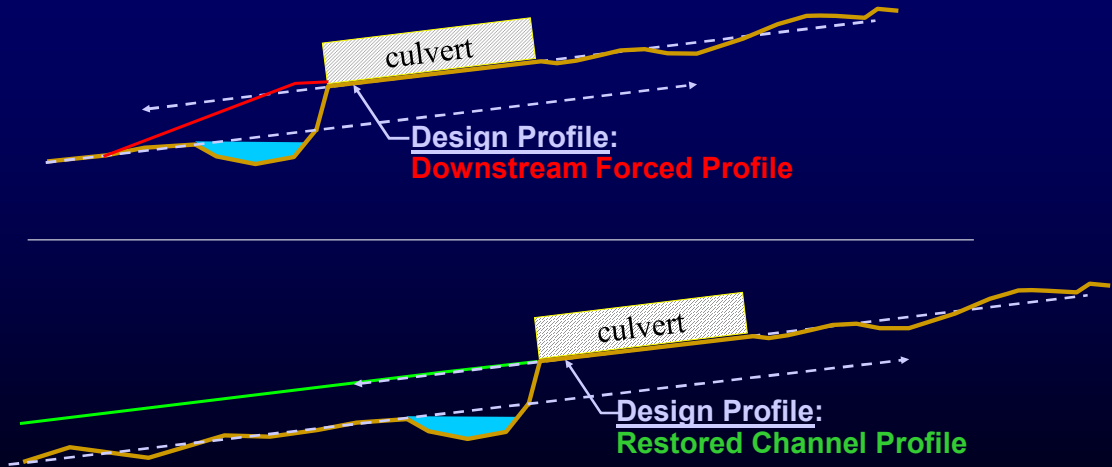 culvert
Design Profile:
Downstream Forced Profile
culvert
Design Profile:
Restored Channel Profile